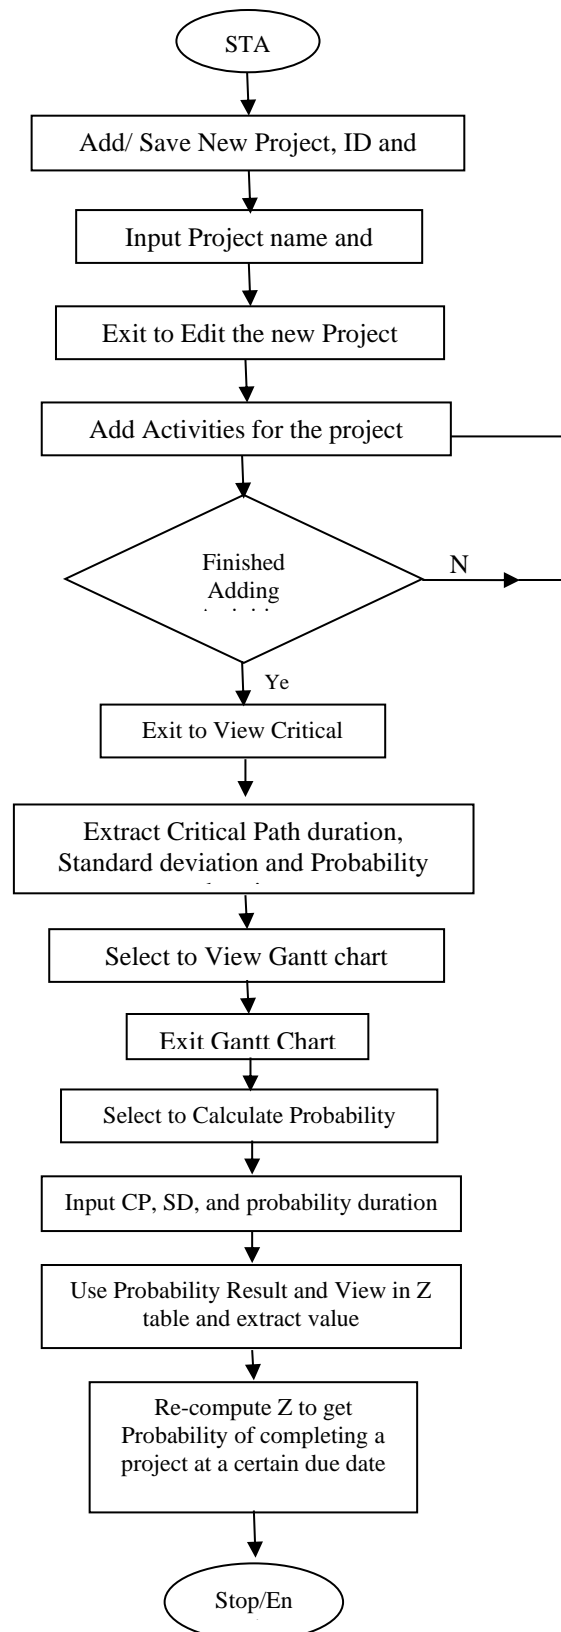 STA
Add/ Save New Project, ID and
Input Project name and
Exit to Edit the new Project
Add Activities for the project
Finished
Adding
N
Ye
Exit to View Critical
Extract Critical Path duration,
Standard deviation and Probability
Select to View Gantt chart
Exit Gantt Chart
Select to Calculate Probability
Input CP, SD, and probability duration
Use Probability Result and View in Z
table and extract value
Re-compute Z to get
Probability of completing a
project at a certain due date
Stop/En